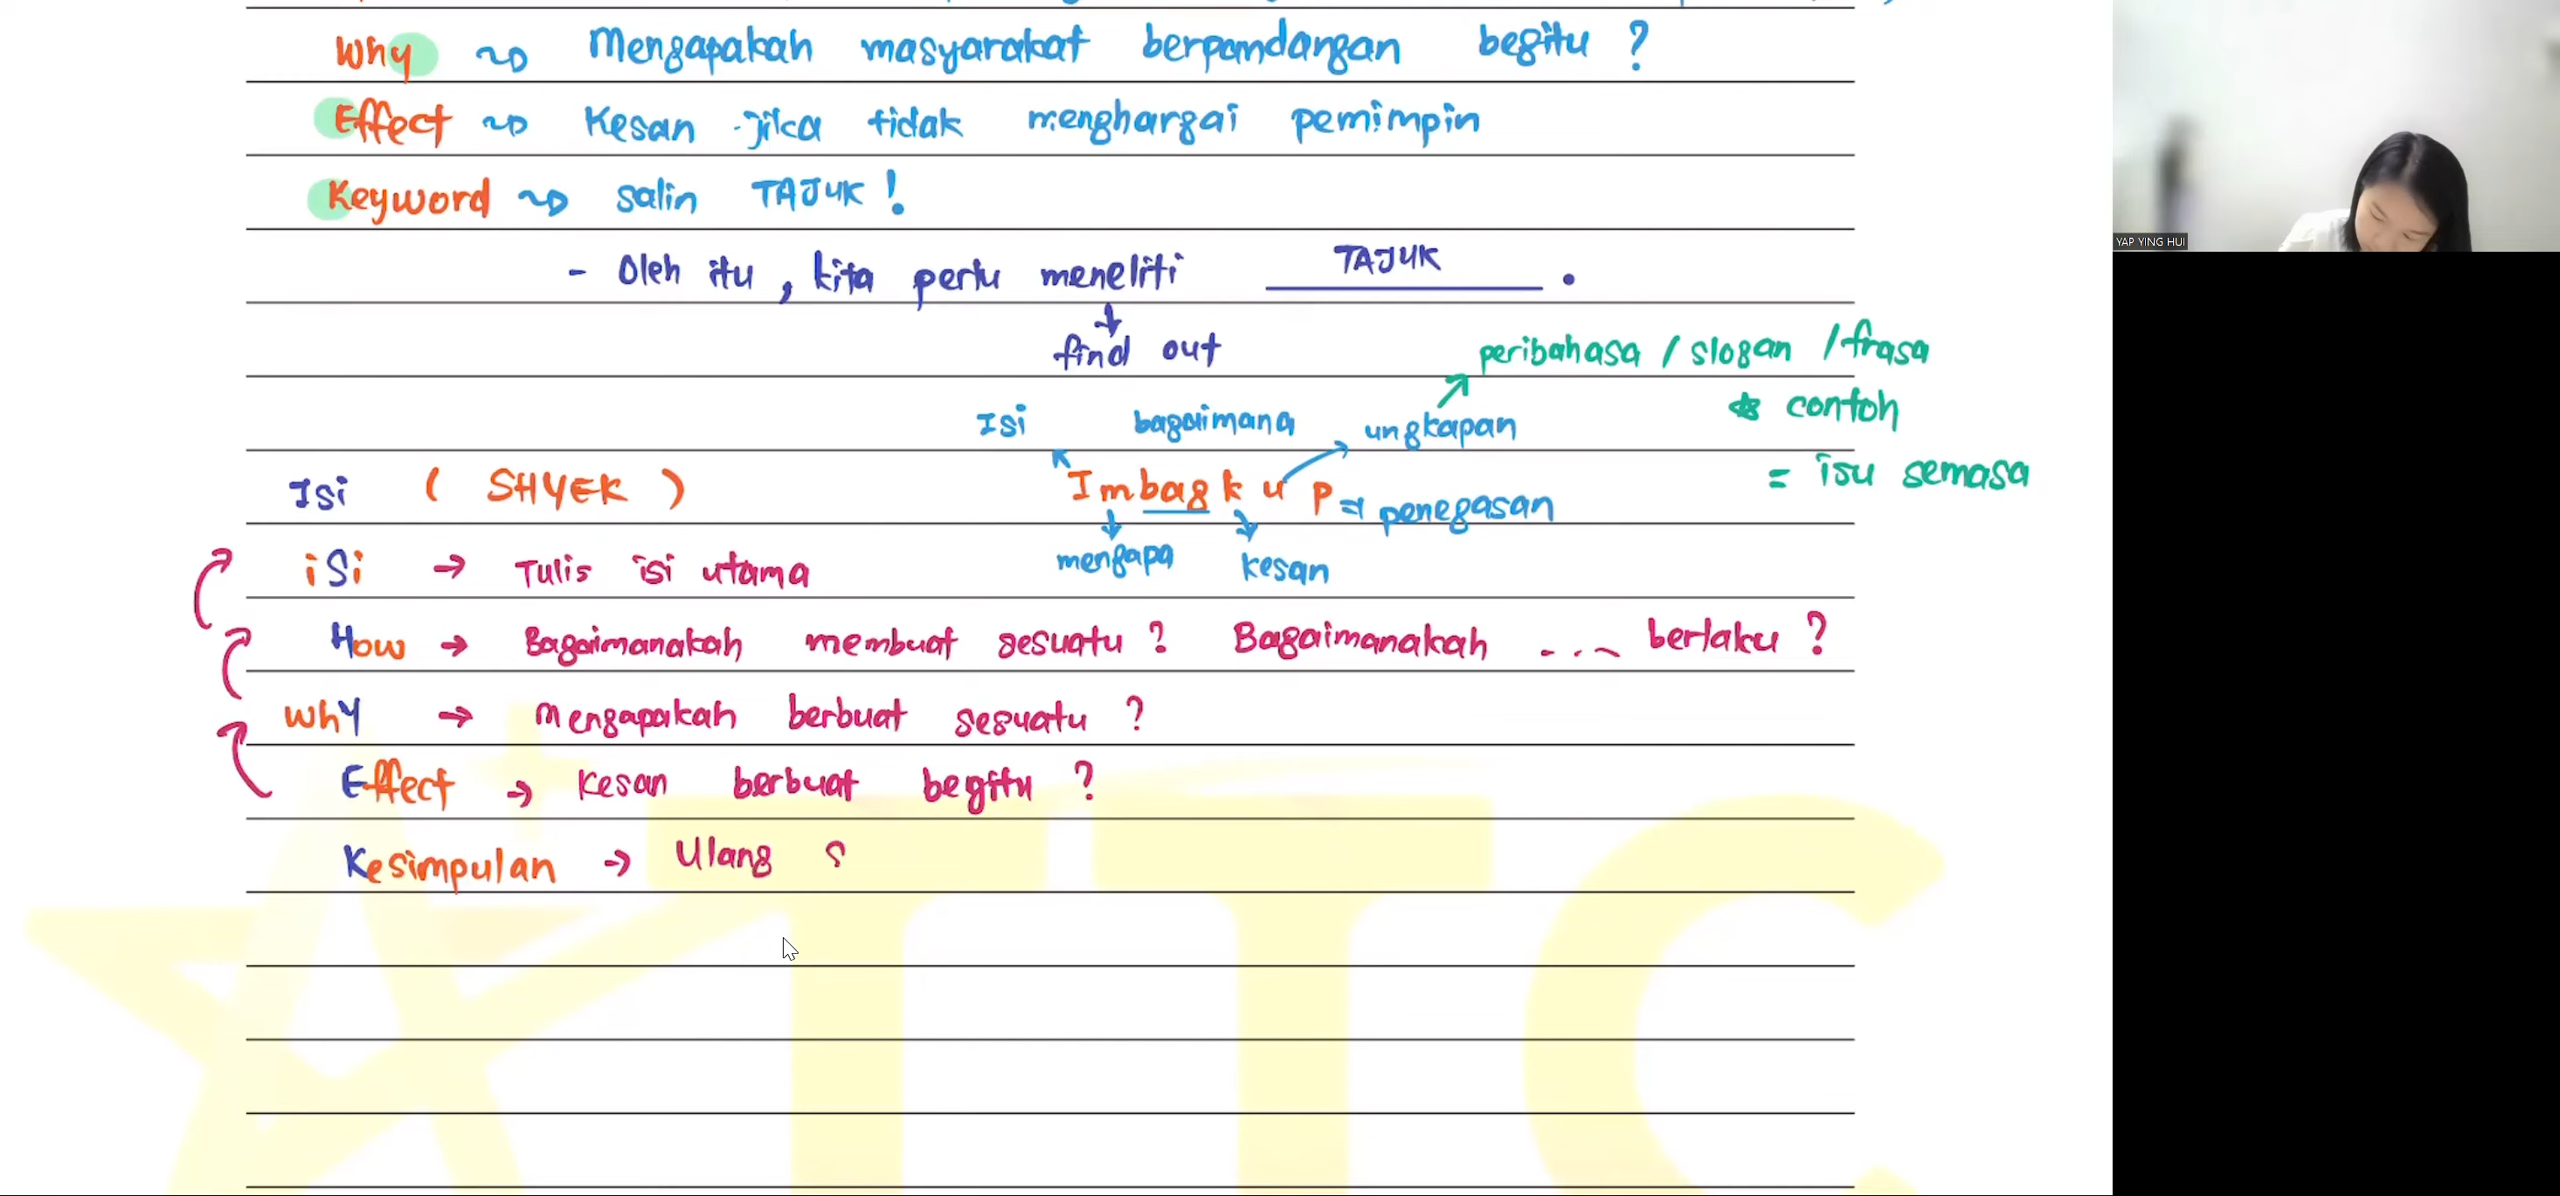 Why ~> Mengapakah masyarakat berpandangan begitu ?
Effect ~> Kesan jika tidak menghargai pemimpin
Keyword ~> salin TAJUK !
- Oleh itu , kita perlu meneliti TAJUK .
find out
peribahasa / slogan / frasa
* contoh
= isu semasa
Isi bagaimana ungkapan
Isi ( SHYEK ) Imbagkup => penegasan
mengapa kesan
iSi → Tulis isi utama
How → Bagaimanakah membuat sesuatu ? Bagaimanakah .... berlaku ?
WhY → Mengapakah berbuat sesuatu ?
Effect → Kesan berbuat begitu ?
Kesimpulan → Ulang S
TTC
YAP YING HUI